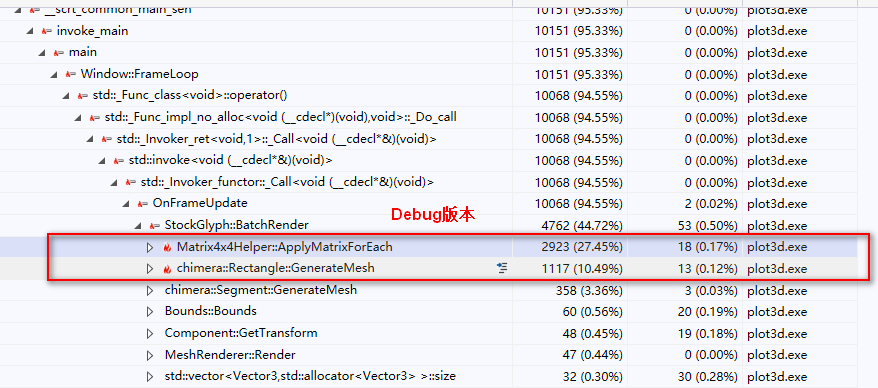 __scrt_common_main_seh 10151 (95.33%) 0 (0.00%) plot3d.exe
invoke_main 10151 (95.33%) 0 (0.00%) plot3d.exe
main 10151 (95.33%) 0 (0.00%) plot3d.exe
Window::FrameLoop 10151 (95.33%) 0 (0.00%) plot3d.exe
std::_Func_class<void>::operator() 10068 (94.55%) 0 (0.00%) plot3d.exe
std::_Func_impl_no_alloc<void (__cdecl*)(void),void>::_Do_call 10068 (94.55%) 0 (0.00%) plot3d.exe
std::_Invoker_ret<void,1>::_Call<void (__cdecl*&)(void)> 10068 (94.55%) 0 (0.00%) plot3d.exe
std::invoke<void (__cdecl*&)(void)> 10068 (94.55%) 0 (0.00%) plot3d.exe
std::_Invoker_functor::_Call<void (__cdecl*&)(void)> 10068 (94.55%) 0 (0.00%) plot3d.exe
OnFrameUpdate 10068 (94.55%) 2 (0.02%) plot3d.exe
Debug版本
StockGlyph::BatchRender 4762 (44.72%) 53 (0.50%) plot3d.exe
Matrix4x4Helper::ApplyMatrixForEach 2923 (27.45%) 18 (0.17%) plot3d.exe
chimera::Rectangle::GenerateMesh 1117 (10.49%) 13 (0.12%) plot3d.exe
chimera::Segment::GenerateMesh 358 (3.36%) 3 (0.03%) plot3d.exe
Bounds::Bounds 60 (0.56%) 20 (0.19%) plot3d.exe
Component::GetTransform 48 (0.45%) 19 (0.18%) plot3d.exe
MeshRenderer::Render 47 (0.44%) 0 (0.00%) plot3d.exe
std::vector<Vector3,std::allocator<Vector3> >::size 32 (0.30%) 30 (0.28%) plot3d.exe